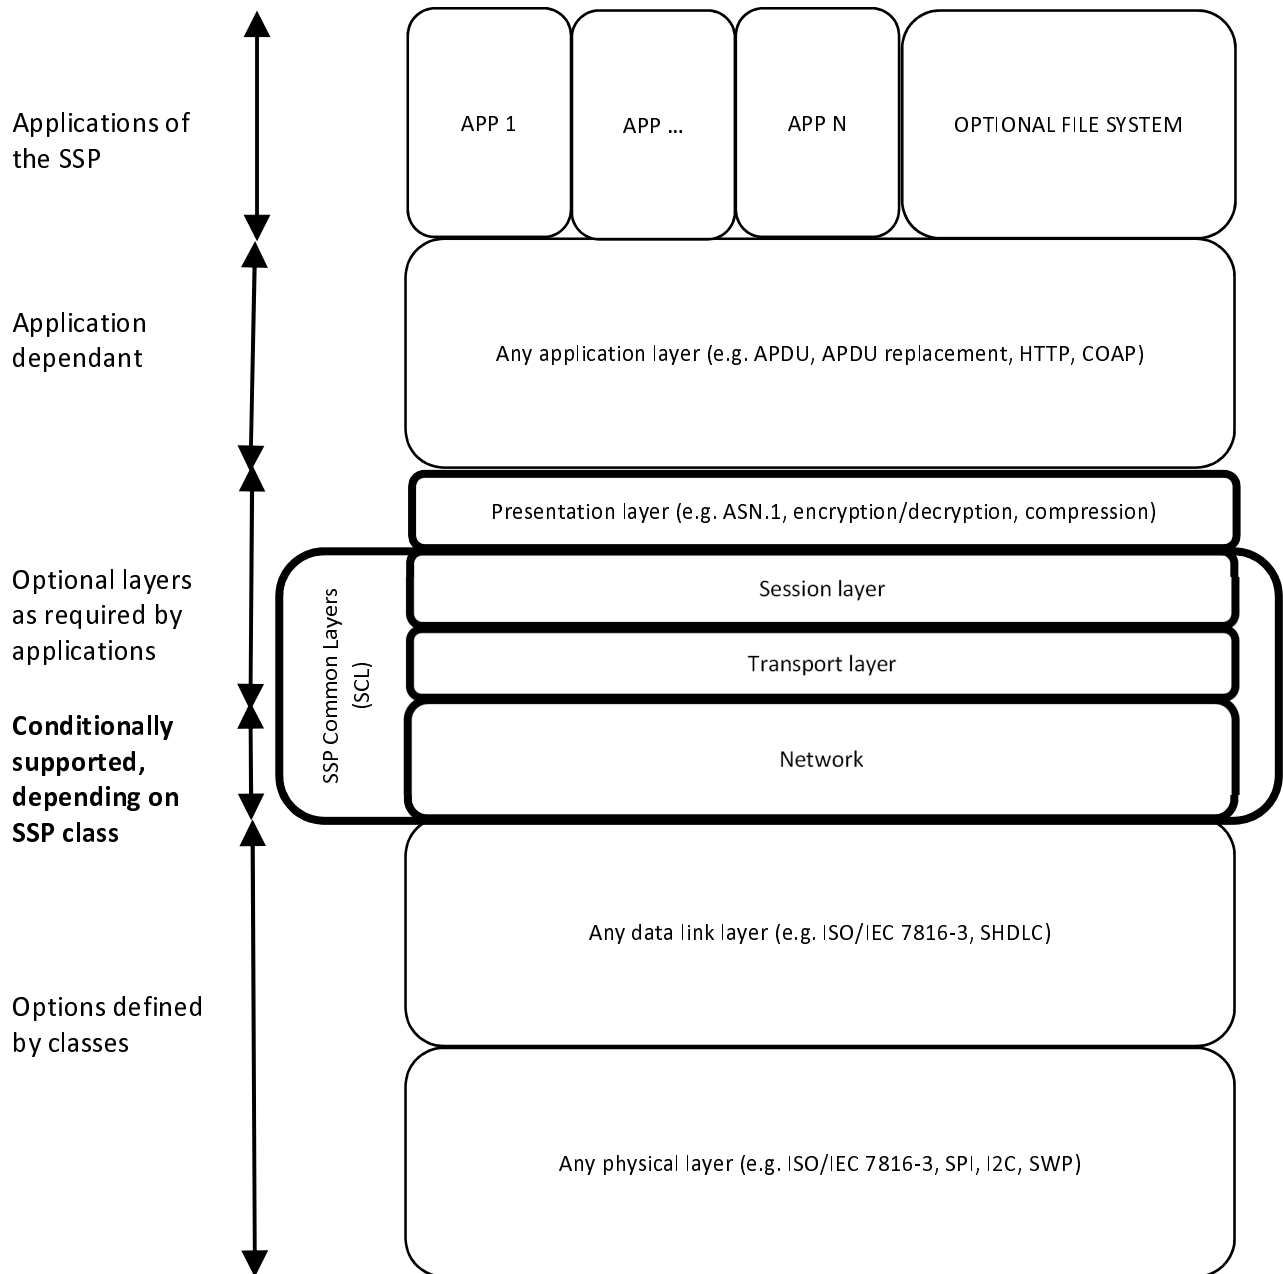 Applications of
the SSP
APP 1
APP ...
APP N
OPTIONAL FILE SYSTEM
Application
dependant
Any application layer (e.g. APDU, APDU replacement, HTTP, COAP)
Optional layers
as required by
applications
Presentation layer (e.g. ASN.1, encryption/decryption, compression)
SSP Common Layers
(SCL)
Session layer
Transport layer
Conditionally
supported,
depending on
SSP class
Network
Options defined
by classes
Any data link layer (e.g. ISO/IEC 7816-3, SHDLC)
Any physical layer (e.g. ISO/IEC 7816-3, SPI, I2C, SWP)